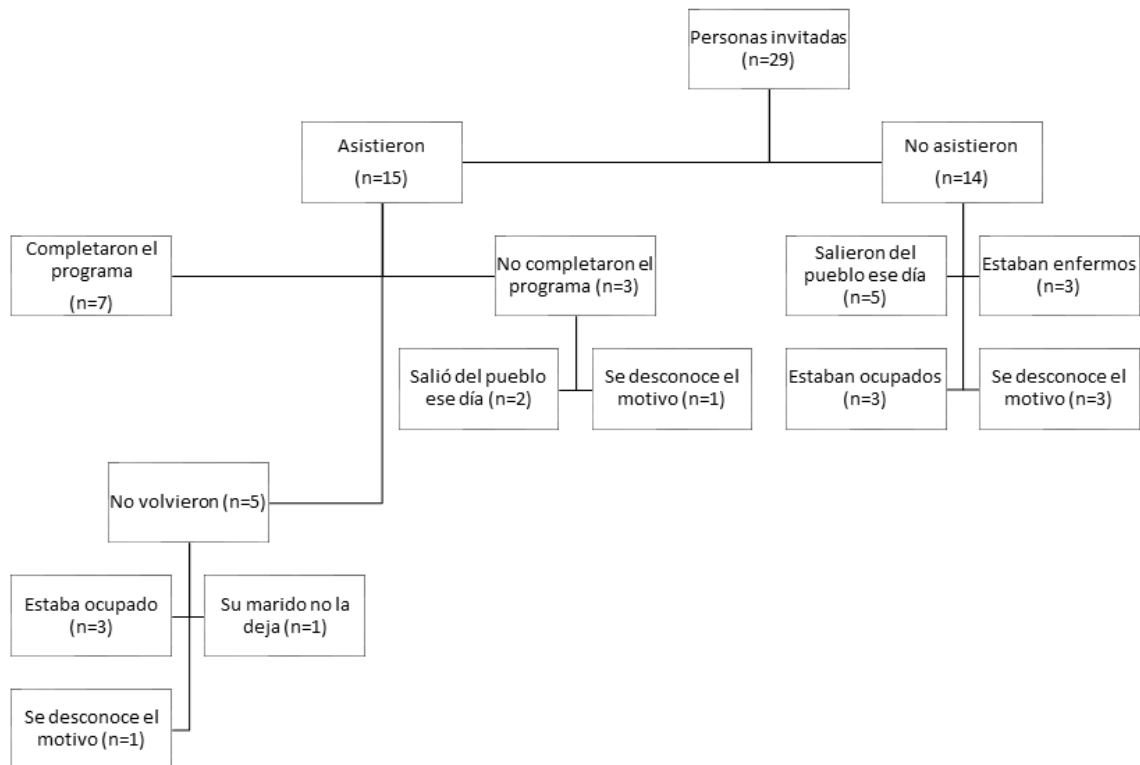 Personas invitadas
(n=29)
Asistieron
(n=15)
No asistieron
(n=14)
Completaron el
programa
(n=7)
No completaron el
programa (n=3)
Salieron del
pueblo ese día
(n=5)
Estaban enfermos
(n=3)
Salió del pueblo
ese día (n=2)
Se desconoce el
motivo (n=1)
Estaban ocupados
(n=3)
Se desconoce el
motivo (n=3)
No volvieron (n=5)
Estaba ocupado
(n=3)
Su marido no la
deja (n=1)
Se desconoce el
motivo (n=1)